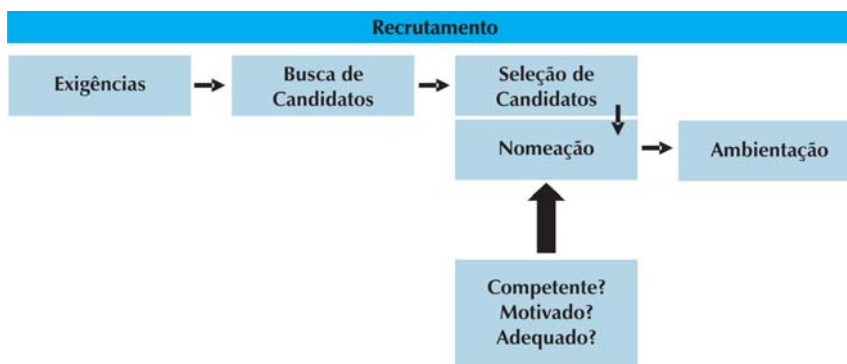 Recrutamento
Exigências
Busca de
Candidatos
Seleção de
Candidatos
Nomeação
Ambientação
Competente?
Motivado?
Adequado?